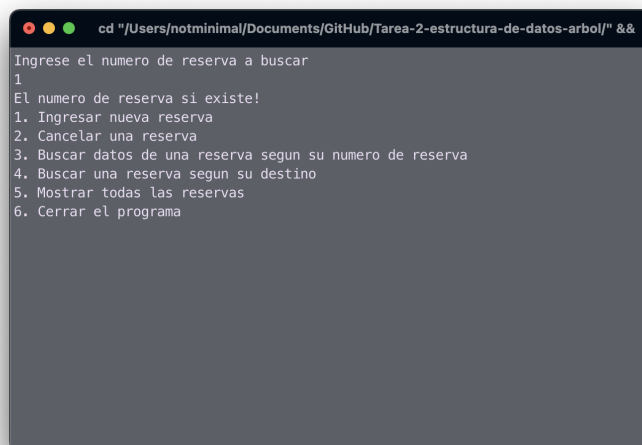 cd "/Users/notminimal/Documents/GitHub/Tarea-2-estructura-de-datos-arbol/" &&
Ingrese el numero de reserva a buscar
1
El numero de reserva si existe!
1. Ingresar nueva reserva
2. Cancelar una reserva
3. Buscar datos de una reserva segun su numero de reserva
4. Buscar una reserva segun su destino
5. Mostrar todas las reservas
6. Cerrar el programa